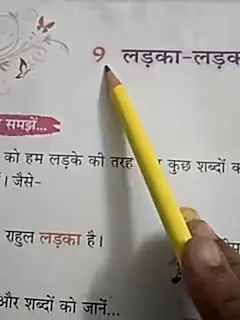 9 लड़का-लड़क
समझें...
को हम लड़के की तरह कुछ शब्दों
। जैसे-
राहुल लड़का है।
और शब्दों को जानें...